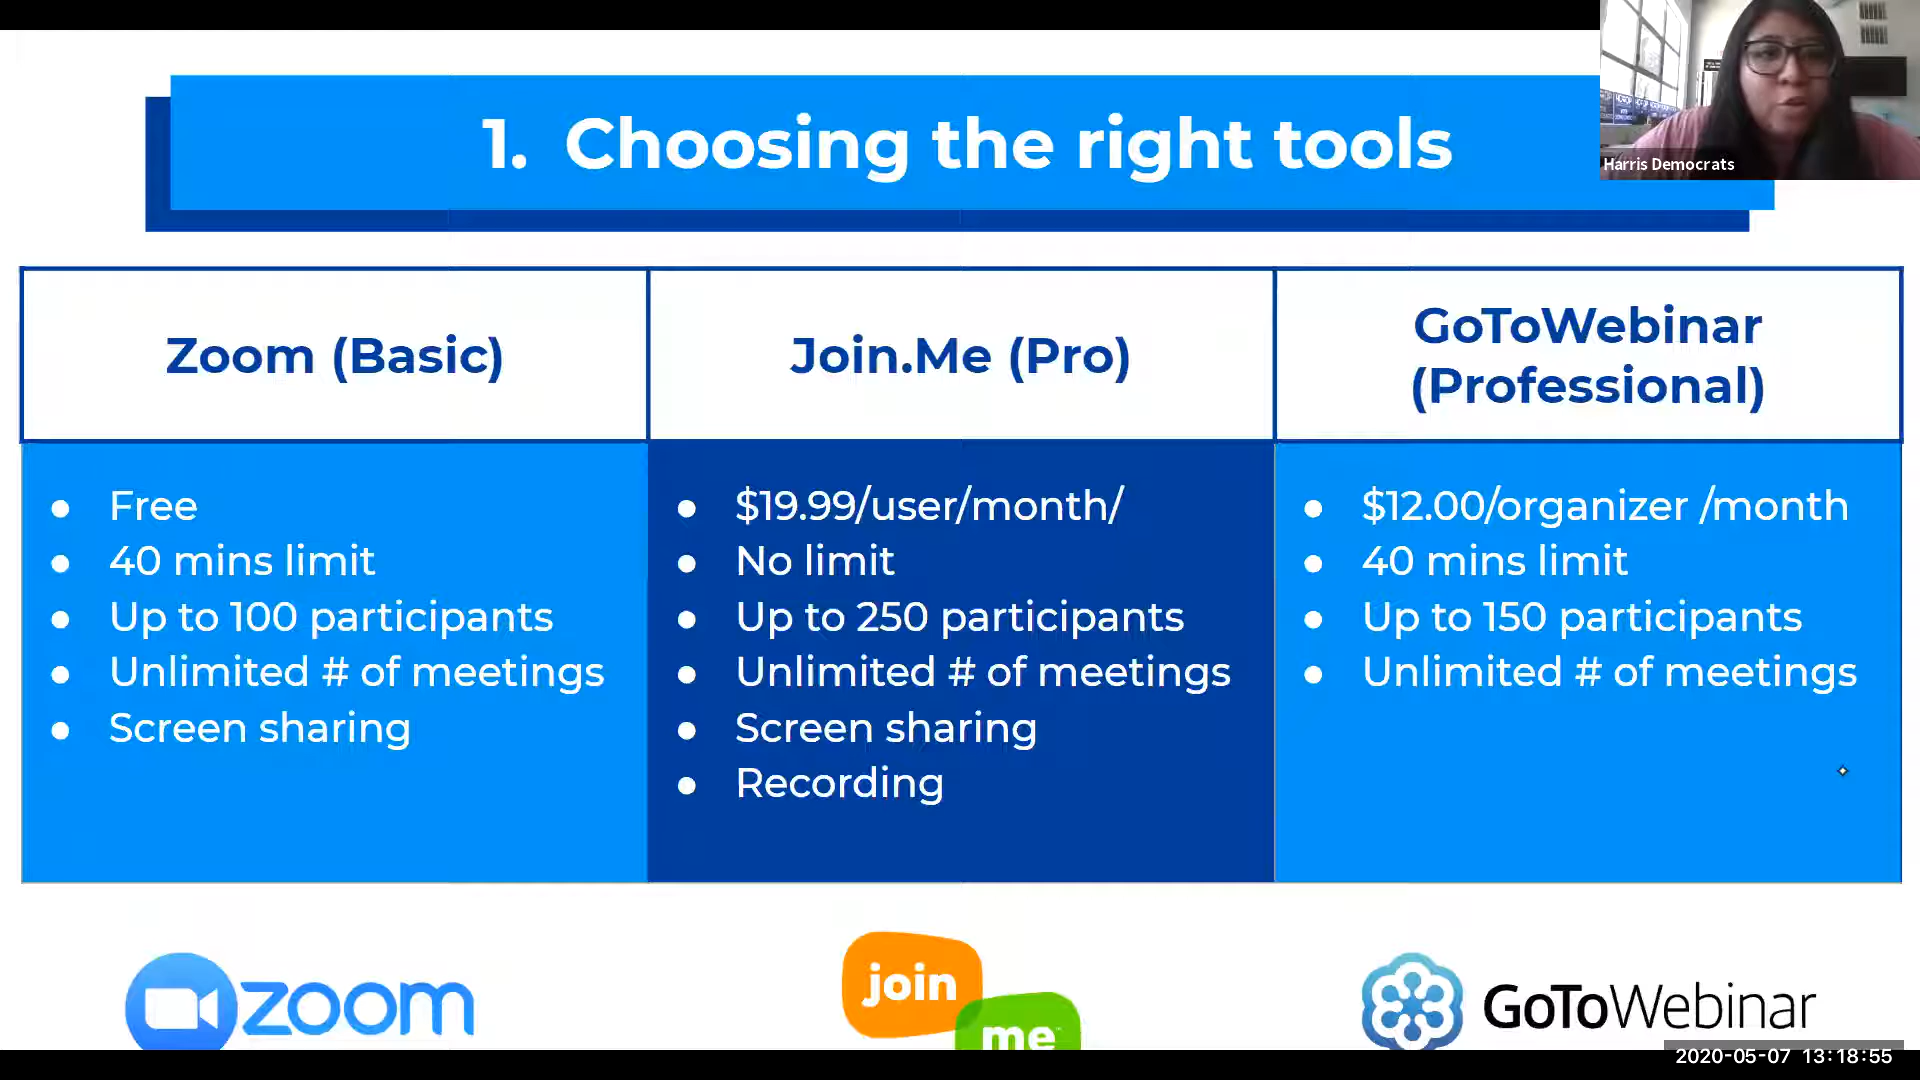 1. Choosing the right tools
Harris Democrats
Zoom (Basic)
Join.Me (Pro)
GoToWebinar
(Professional)
● Free
● 40 mins limit
● Up to 100 participants
● Unlimited # of meetings
● Screen sharing
● $19.99/user/month/
● No limit
● Up to 250 participants
● Unlimited # of meetings
● Screen sharing
● Recording
● $12.00/organizer /month
● 40 mins limit
● Up to 150 participants
● Unlimited # of meetings
zoom
join
me
GoToWebinar
2020-05-07 13:18:55